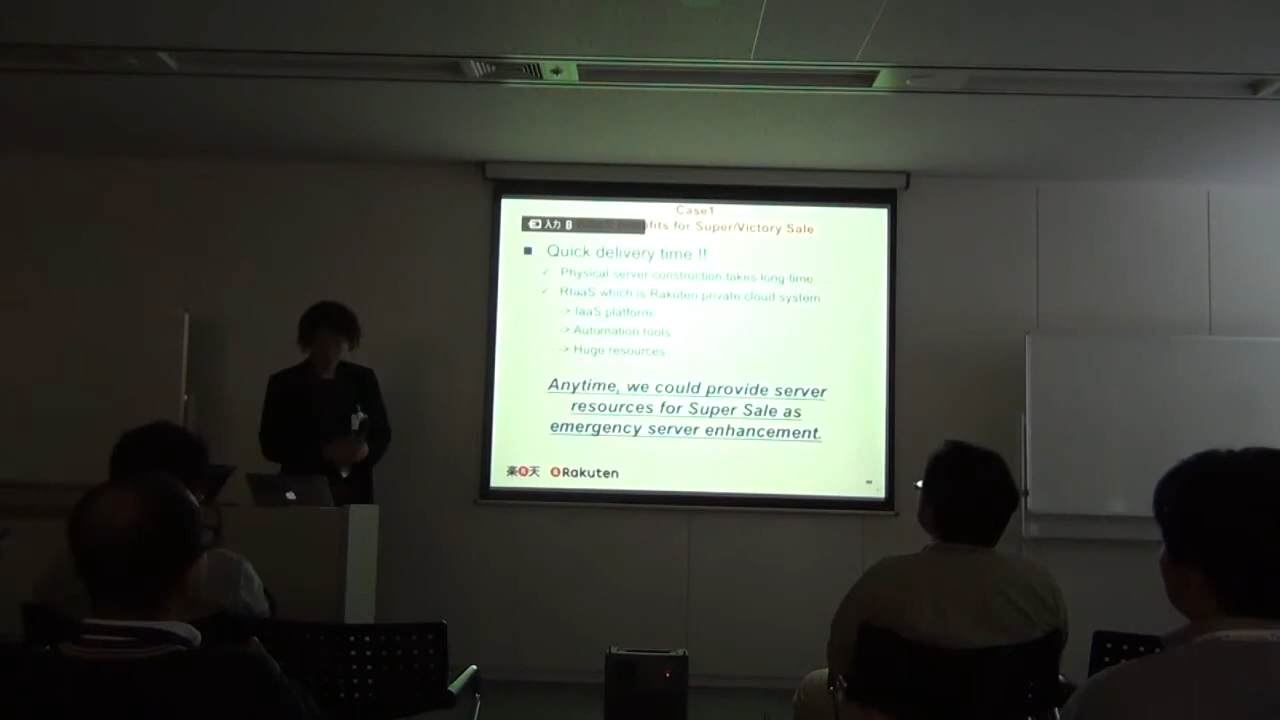 Case1
入力 B
fits for Super/Victory Sale
Quick delivery time !!
Physical server construction takes long time
RIaaS which is Rakuten private cloud system
-> IaaS platform
-> Automation tools
-> Huge resources
Anytime, we could provide server
resources for Super Sale as
emergency server enhancement.
楽天 Rakuten